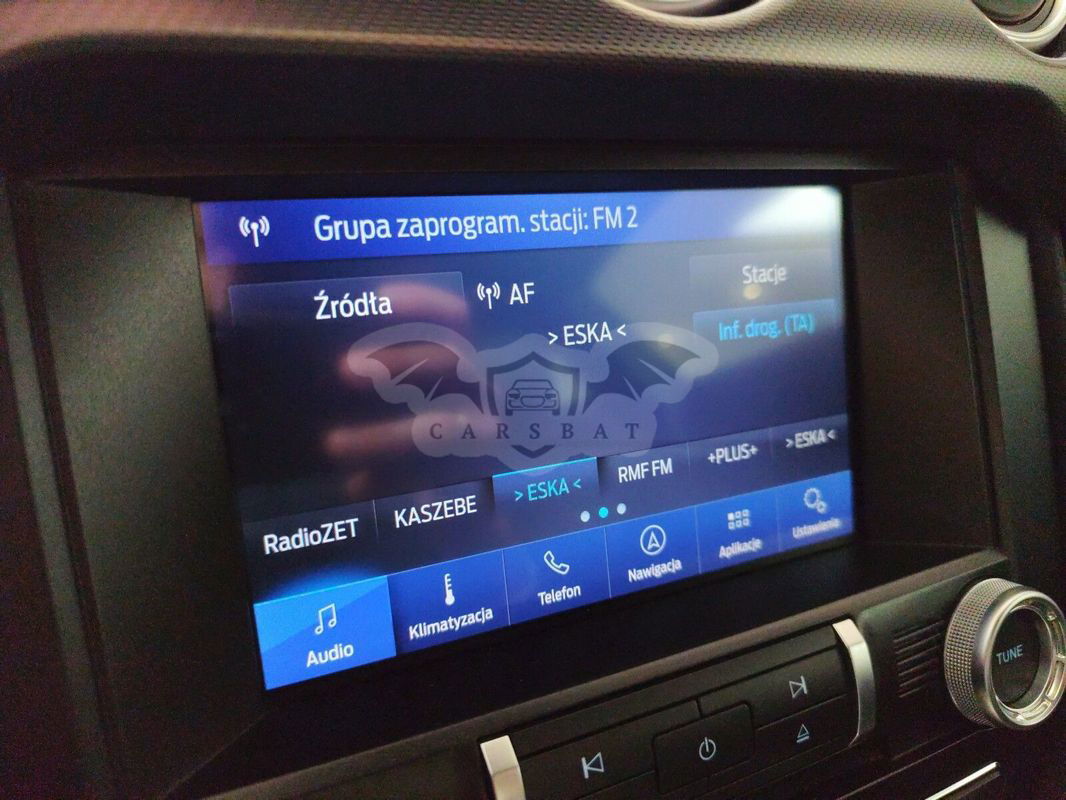 Grupa zaprogram. stacji: FM 2
Źródła
AF
Stacje
>ESKA<
Inf. drog. (TA)
CARSBAT
RadioZET
KASZEBE
>ESKA<
RMF FM
+PLUS+
>ESKA<
Audio
Klimatyzacja
Telefon
Nawigacja
Aplikacje
Ustawienia
TUNE